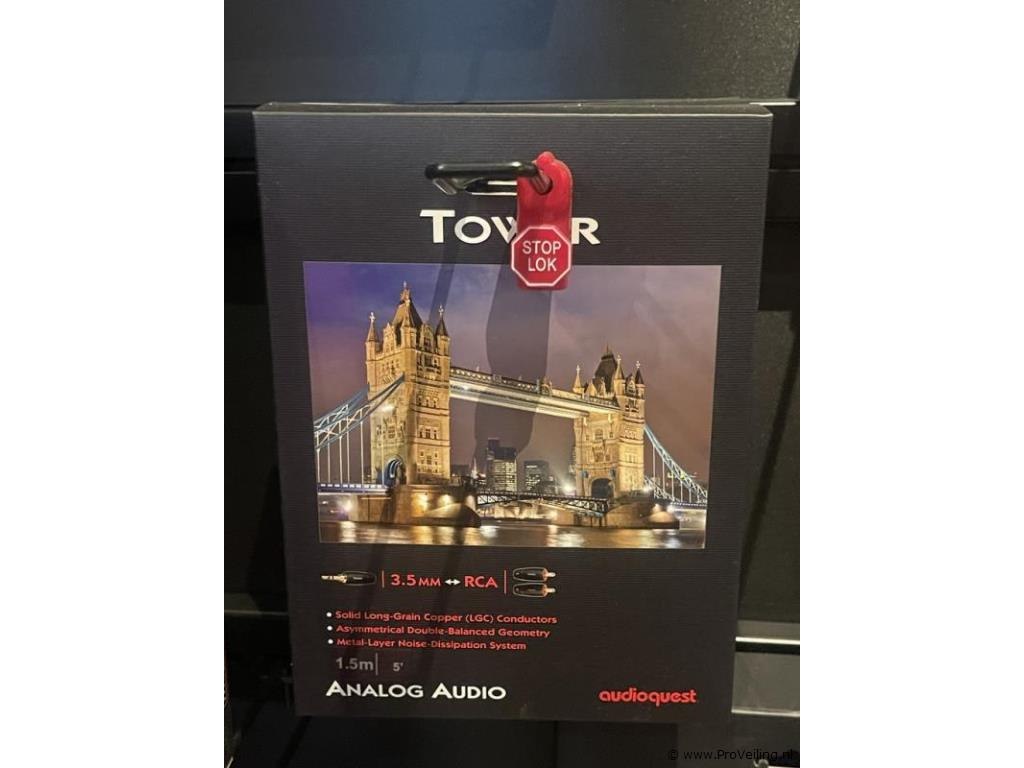 TOWER
STOP
LOK
3.5MM ↔ RCA
• Solid Long-Grain Copper (LGC) Conductors
• Asymmetrical Double-Balanced Geometry
• Metal-Layer Noise-Dissipation System
1.5m| 5'
ANALOG AUDIO
audioquest
© www.ProVeiling.nl